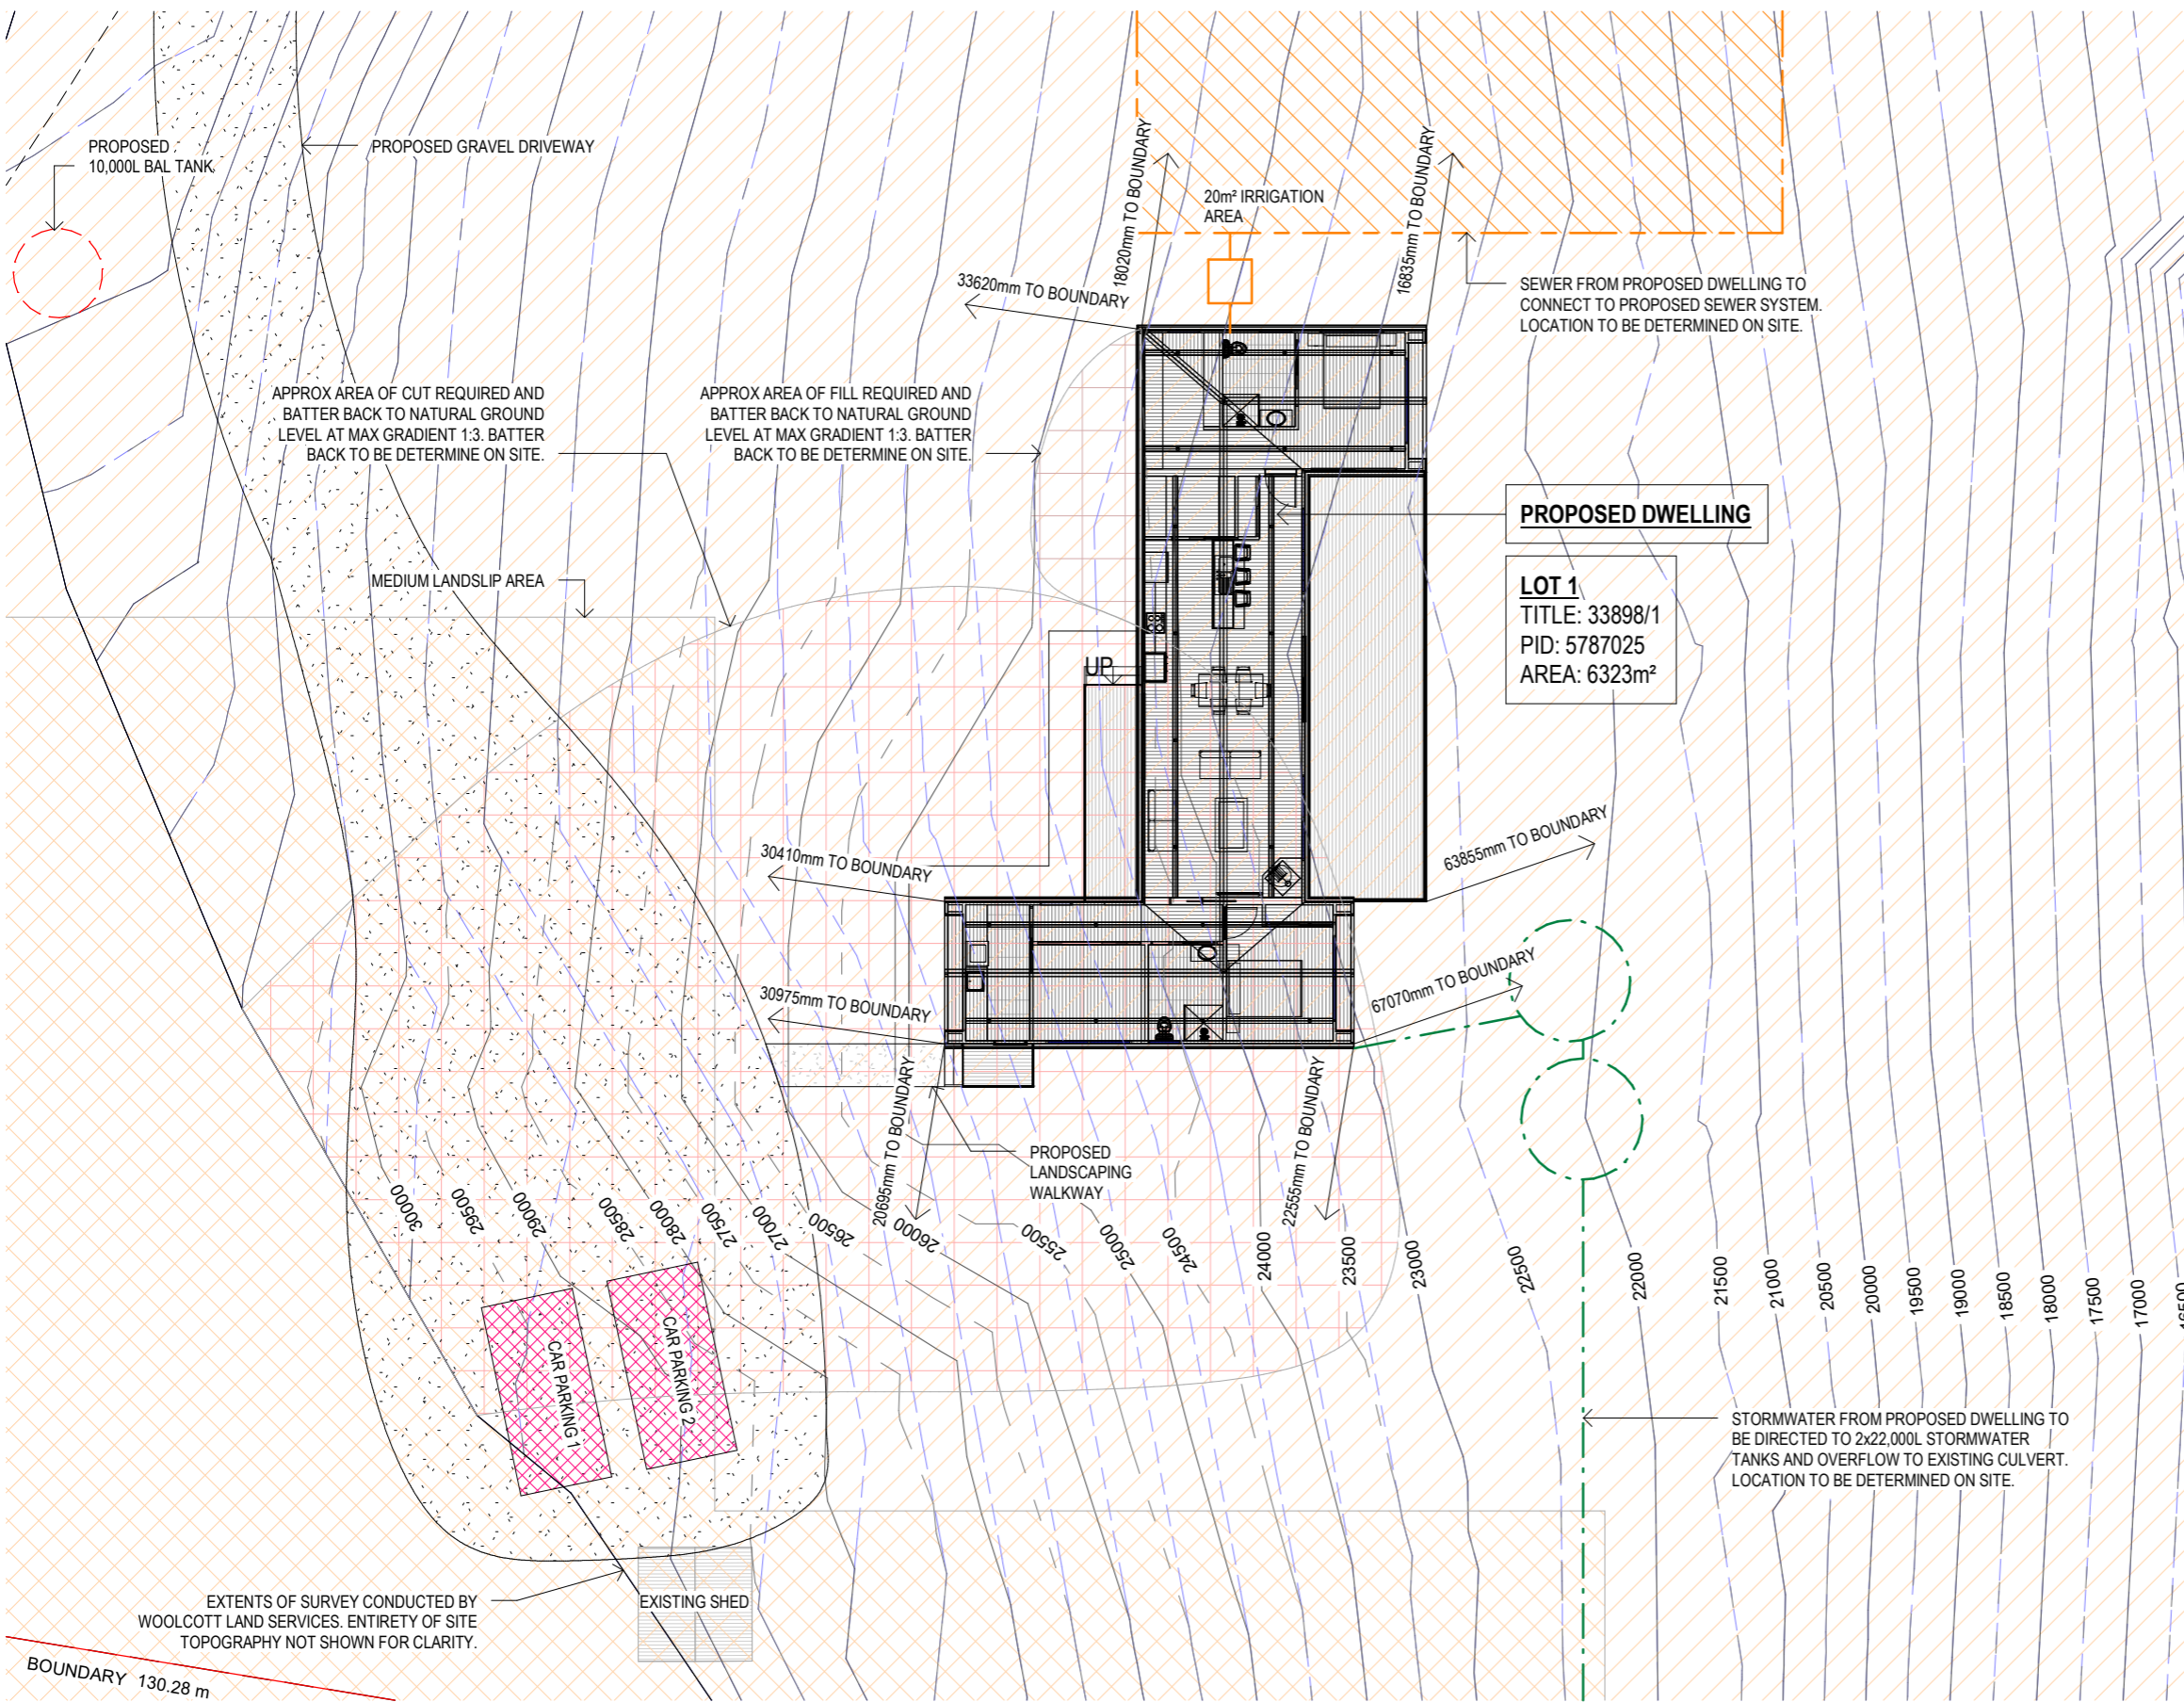 PROPOSED
10,000L BAL TANK
PROPOSED GRAVEL DRIVEWAY
18020mm TO BOUNDARY
20m² IRRIGATION
AREA
16835mm TO BOUNDARY
33620mm TO BOUNDARY
SEWER FROM PROPOSED DWELLING TO
CONNECT TO PROPOSED SEWER SYSTEM.
LOCATION TO BE DETERMINED ON SITE.
APPROX AREA OF CUT REQUIRED AND
BATTER BACK TO NATURAL GROUND
LEVEL AT MAX GRADIENT 1:3. BATTER
BACK TO BE DETERMINE ON SITE.
APPROX AREA OF FILL REQUIRED AND
BATTER BACK TO NATURAL GROUND
LEVEL AT MAX GRADIENT 1:3. BATTER
BACK TO BE DETERMINE ON SITE.
PROPOSED DWELLING
MEDIUM LANDSLIP AREA
LOT 1
TITLE: 33898/1
PID: 5787025
AREA: 6323m²
UP
30410mm TO BOUNDARY
63855mm TO BOUNDARY
30975mm TO BOUNDARY
67070mm TO BOUNDARY
20695mm TO BOUNDARY
22555mm TO BOUNDARY
PROPOSED
LANDSCAPING
WALKWAY
30000
29500
29000
28500
28000
27500
27000
26500
26000
25500
25000
24500
24000
23500
23000
22500
22000
21500
21000
20500
20000
19500
19000
18500
18000
17500
17000
16500
CAR PARKING 1
CAR PARKING 2
STORMWATER FROM PROPOSED DWELLING TO
BE DIRECTED TO 2x22,000L STORMWATER
TANKS AND OVERFLOW TO EXISTING CULVERT.
LOCATION TO BE DETERMINED ON SITE.
EXTENTS OF SURVEY CONDUCTED BY
WOOLCOTT LAND SERVICES. ENTIRETY OF SITE
TOPOGRAPHY NOT SHOWN FOR CLARITY.
EXISTING SHED
BOUNDARY 130.28 m